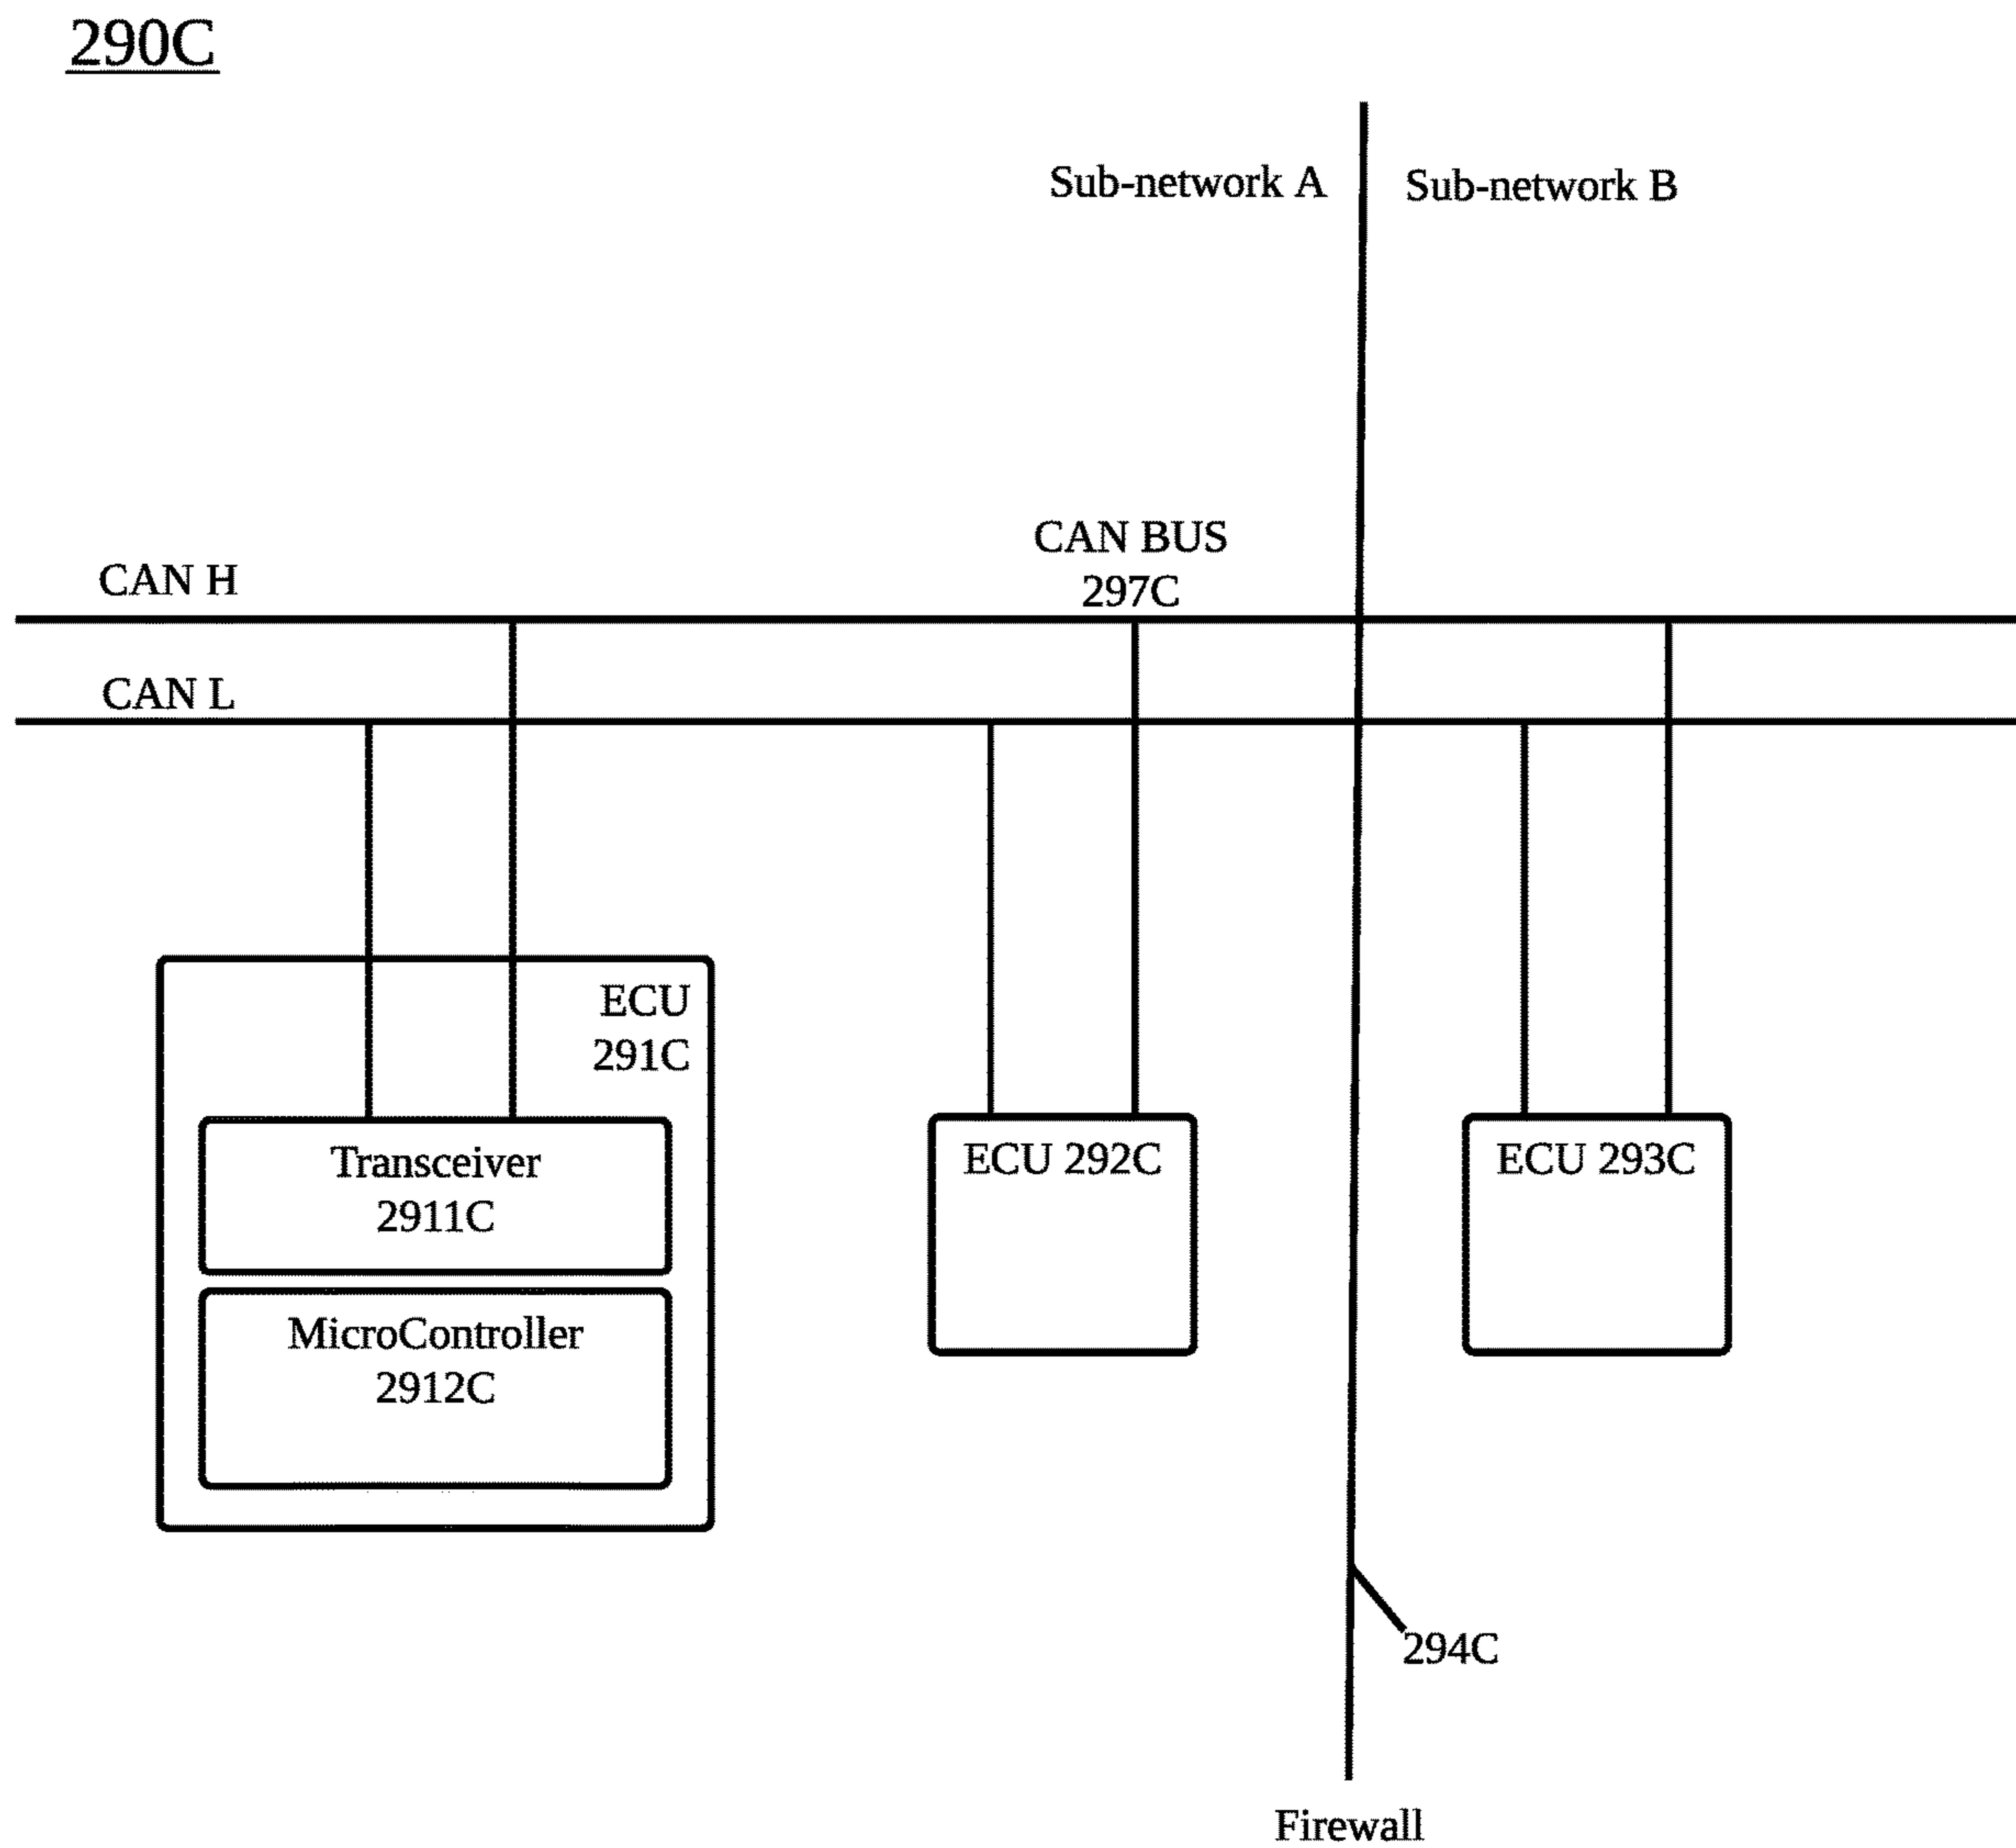 290C
Sub-network A
Sub-network B
CAN BUS
297C
CAN H
CAN L
ECU
291C
Transceiver
2911C
MicroController
2912C
ECU 292C
ECU 293C
294C
Firewall